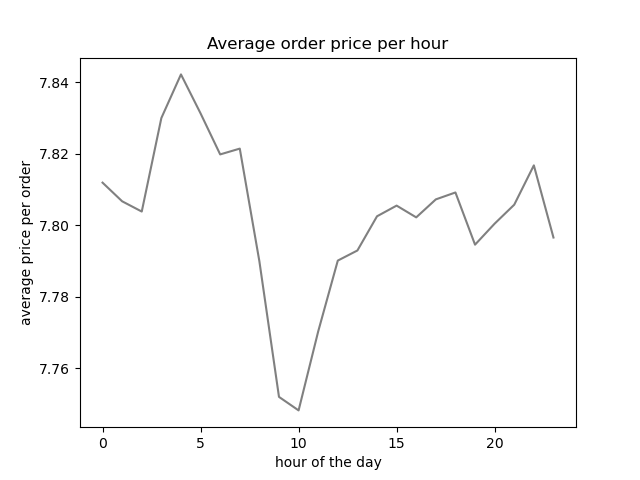 Average order price per hour
average price per order
7.84
7.82
7.80
7.78
7.76
0 5 10 15 20
hour of the day